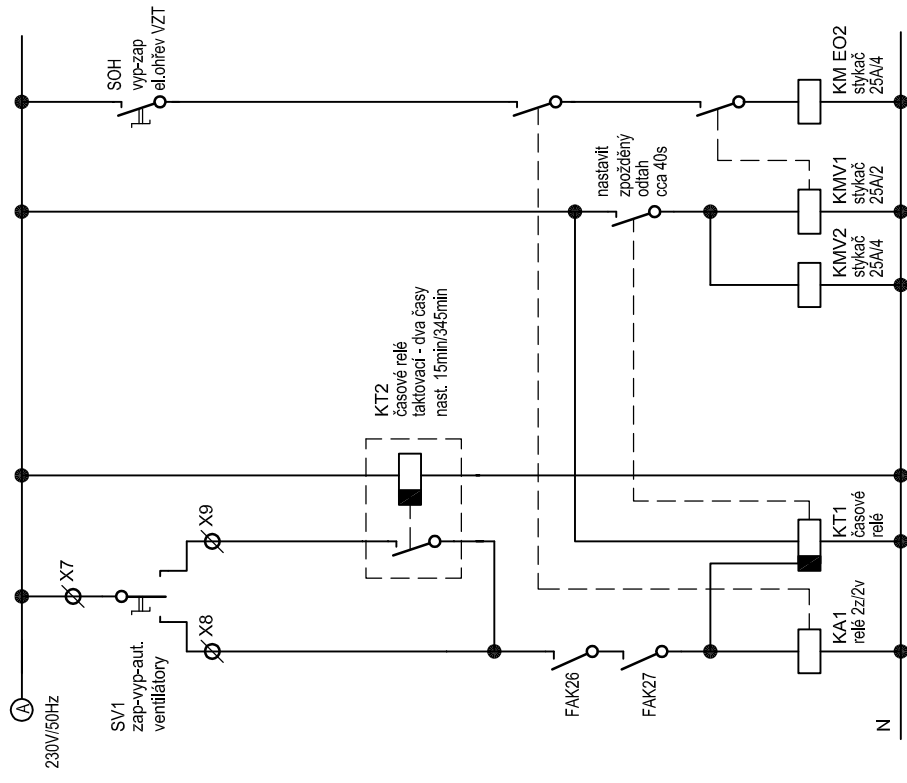 A
230V/50Hz
X7
SV1
zap-vyp-aut.
ventilátory
X8
X9
KT2
časové relé
taktovací - dva časy
nast. 15min/345min
SOH
vyp-zap
el.ohřev VZT
nastavit
zpožděný
odtah
cca 40s
FAK26
FAK27
KA1
relé 2z/2v
KT1
časové
relé
KMV2
stykač
25A/4
KMV1
stykač
25A/2
KM EO2
stykač
25A/4
N